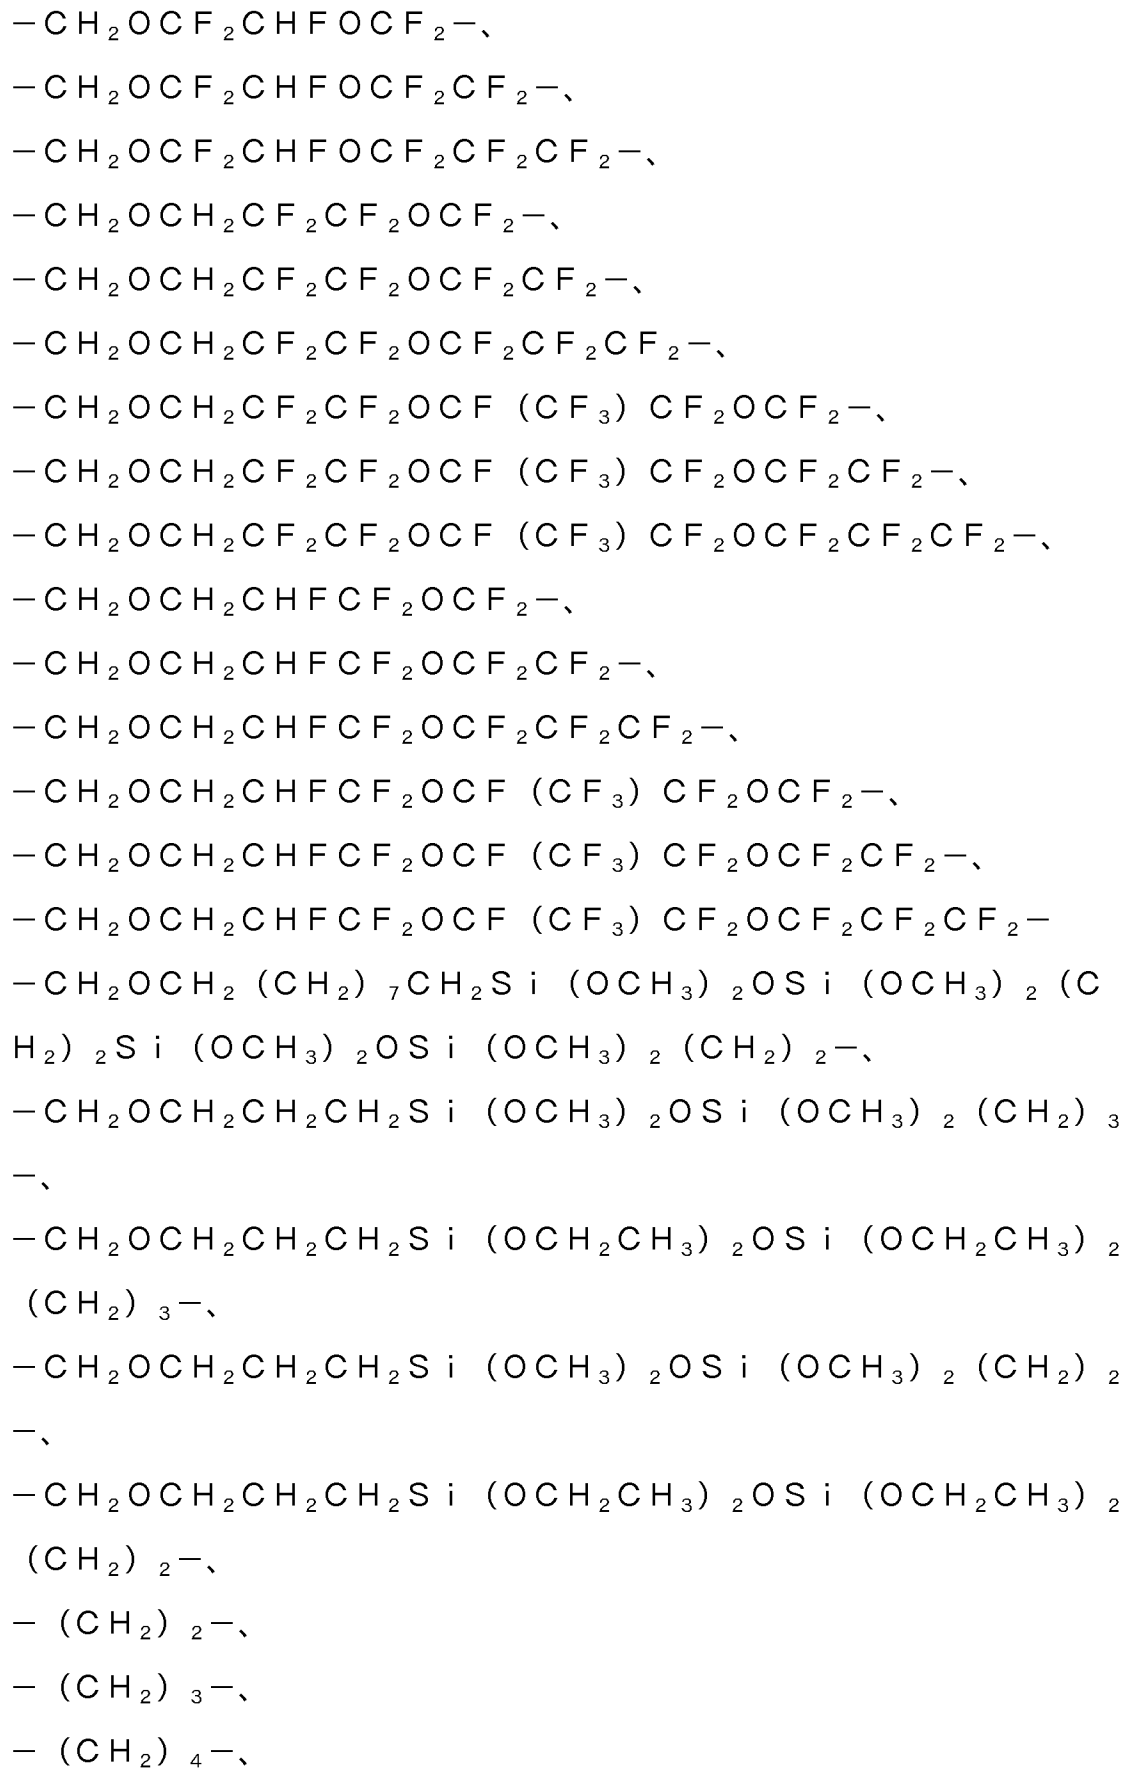 －ＣＨ₂ＯＣＦ₂ＣＨＦＯＣＦ₂－、
－ＣＨ₂ＯＣＦ₂ＣＨＦＯＣＦ₂ＣＦ₂－、
－ＣＨ₂ＯＣＦ₂ＣＨＦＯＣＦ₂ＣＦ₂ＣＦ₂－、
－ＣＨ₂ＯＣＨ₂ＣＦ₂ＣＦ₂ＯＣＦ₂－、
－ＣＨ₂ＯＣＨ₂ＣＦ₂ＣＦ₂ＯＣＦ₂ＣＦ₂－、
－ＣＨ₂ＯＣＨ₂ＣＦ₂ＣＦ₂ＯＣＦ₂ＣＦ₂ＣＦ₂－、
－ＣＨ₂ＯＣＨ₂ＣＦ₂ＣＦ₂ＯＣＦ（ＣＦ₃）ＣＦ₂ＯＣＦ₂－、
－ＣＨ₂ＯＣＨ₂ＣＦ₂ＣＦ₂ＯＣＦ（ＣＦ₃）ＣＦ₂ＯＣＦ₂ＣＦ₂－、
－ＣＨ₂ＯＣＨ₂ＣＦ₂ＣＦ₂ＯＣＦ（ＣＦ₃）ＣＦ₂ＯＣＦ₂ＣＦ₂ＣＦ₂－、
－ＣＨ₂ＯＣＨ₂ＣＨＦＣＦ₂ＯＣＦ₂－、
－ＣＨ₂ＯＣＨ₂ＣＨＦＣＦ₂ＯＣＦ₂ＣＦ₂－、
－ＣＨ₂ＯＣＨ₂ＣＨＦＣＦ₂ＯＣＦ₂ＣＦ₂ＣＦ₂－、
－ＣＨ₂ＯＣＨ₂ＣＨＦＣＦ₂ＯＣＦ（ＣＦ₃）ＣＦ₂ＯＣＦ₂－、
－ＣＨ₂ＯＣＨ₂ＣＨＦＣＦ₂ＯＣＦ（ＣＦ₃）ＣＦ₂ＯＣＦ₂ＣＦ₂－、
－ＣＨ₂ＯＣＨ₂ＣＨＦＣＦ₂ＯＣＦ（ＣＦ₃）ＣＦ₂ＯＣＦ₂ＣＦ₂ＣＦ₂－
－ＣＨ₂ＯＣＨ₂（ＣＨ₂）₇ＣＨ₂Ｓｉ（ＯＣＨ₃）₂ＯＳｉ（ＯＣＨ₃）₂（Ｃ
Ｈ₂）₂Ｓｉ（ＯＣＨ₃）₂ＯＳｉ（ＯＣＨ₃）₂（ＣＨ₂）₂－、
－ＣＨ₂ＯＣＨ₂ＣＨ₂ＣＨ₂Ｓｉ（ＯＣＨ₃）₂ＯＳｉ（ＯＣＨ₃）₂（ＣＨ₂）₃
－、
－ＣＨ₂ＯＣＨ₂ＣＨ₂ＣＨ₂Ｓｉ（ＯＣＨ₂ＣＨ₃）₂ＯＳｉ（ＯＣＨ₂ＣＨ₃）₂
（ＣＨ₂）₃－、
－ＣＨ₂ＯＣＨ₂ＣＨ₂ＣＨ₂Ｓｉ（ＯＣＨ₃）₂ＯＳｉ（ＯＣＨ₃）₂（ＣＨ₂）₂
－、
－ＣＨ₂ＯＣＨ₂ＣＨ₂ＣＨ₂Ｓｉ（ＯＣＨ₂ＣＨ₃）₂ＯＳｉ（ＯＣＨ₂ＣＨ₃）₂
（ＣＨ₂）₂－、
－（ＣＨ₂）₂－、
－（ＣＨ₂）₃－、
－（ＣＨ₂）₄－、